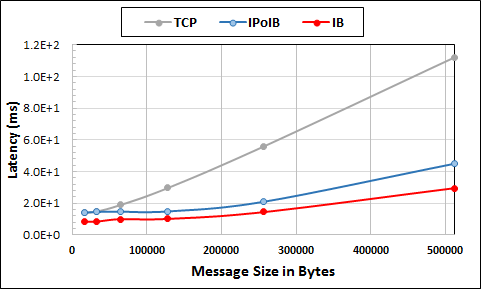 TCP IPoIB IB
1.2E+2
1.0E+2
8.0E+1
6.0E+1
4.0E+1
2.0E+1
0.0E+0
Latency (ms)
0 100000 200000 300000 400000 500000
Message Size in Bytes